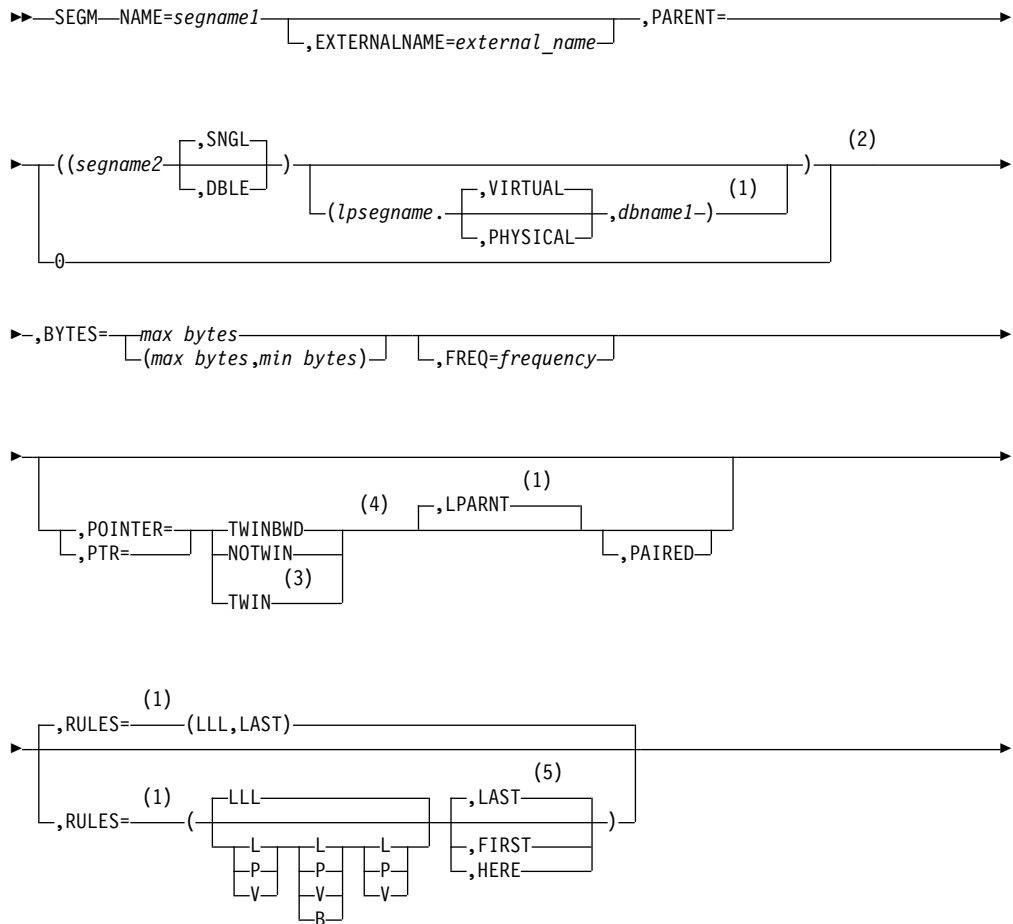 SEGM NAME=segname1 ,PARENT=
,EXTERNALNAME=external_name
(2)
,SNGL
((segname2 ) )
,DBLE
,VIRTUAL (1)
(lpsegname. ,dbname1 )
,PHYSICAL
0
,BYTES= max bytes
(max bytes,min bytes) ,FREQ=frequency
(1)
(4) ,LPARNT
,POINTER= TWINBWD
,PTR= NOTWIN ,PAIRED
(3)
TWIN
(1)
,RULES= (LLL,LAST)
(5)
(1) LLL ,LAST
,RULES= ( )
L L L ,FIRST
P P P ,HERE
V V V
B